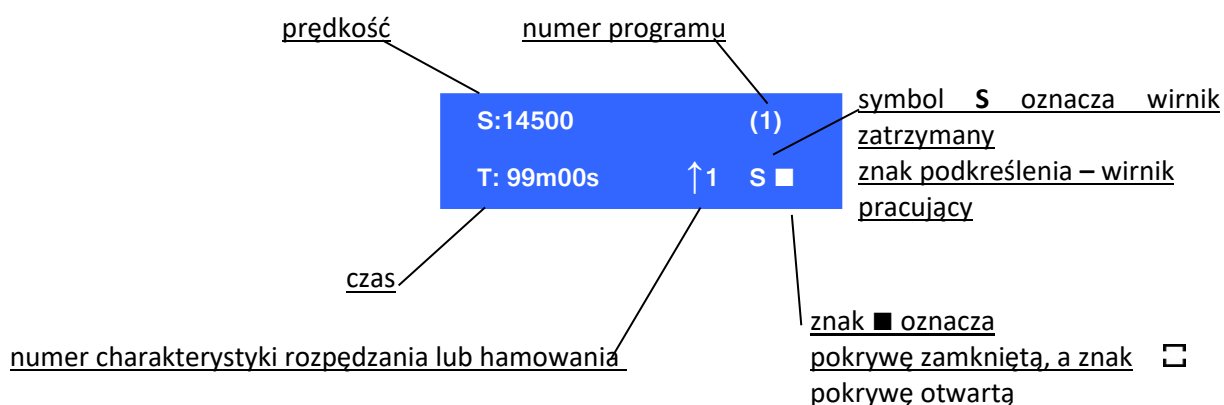 prędkość numer programu
S:14500 (1)
T: 99m00s ↑1 S ■
symbol S oznacza wirnik
zatrzymany
znak podkreślenia – wirnik
pracujący
czas
numer charakterystyki rozpędzania lub hamowania
znak ■ oznacza
pokrywę zamkniętą, a znak
pokrywę otwartą